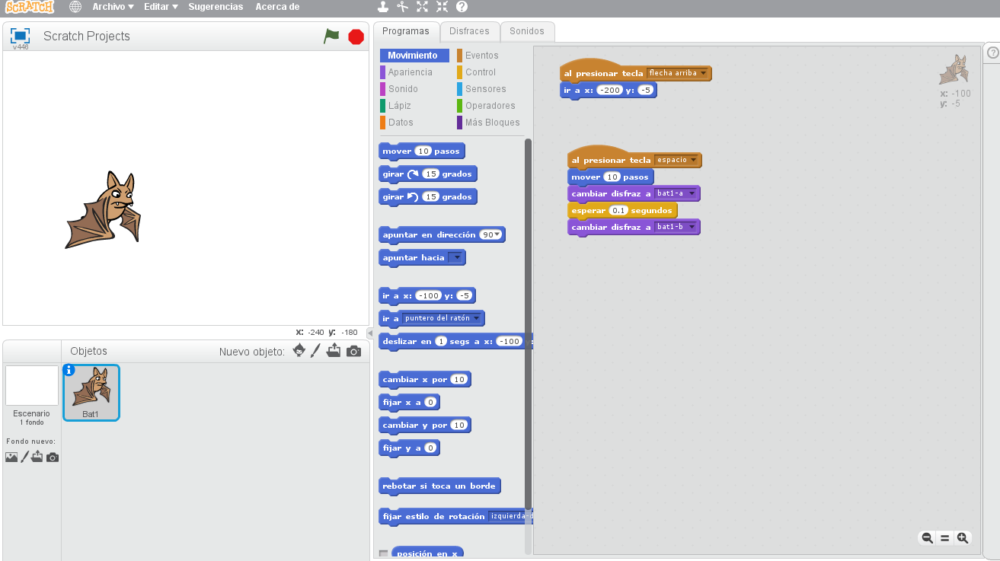 SCRATCH
Archivo Editar Sugerencias Acerca de
v446
Scratch Projects
Programas Disfraces Sonidos
Movimiento
Apariencia
Sonido
Lápiz
Datos
Eventos
Control
Sensores
Operadores
Más Bloques
mover 10 pasos
girar 15 grados
girar 15 grados
apuntar en dirección 90
apuntar hacia
ir a x: -100 y: -5
ir a puntero del ratón
deslizar en 1 segs a x: -100
cambiar x por 10
fijar x a 0
cambiar y por 10
fijar y a 0
rebotar si toca un borde
fijar estilo de rotación izquierda-d
posición en x
al presionar tecla flecha arriba
ir a x: -200 y: -5
al presionar tecla espacio
mover 10 pasos
cambiar disfraz a bat1-a
esperar 0.1 segundos
cambiar disfraz a bat1-b
x: -100
y: -5
x: -240 y: -180
Objetos
Nuevo objeto:
Escenario
1 fondo
Fondo nuevo:
Bat1